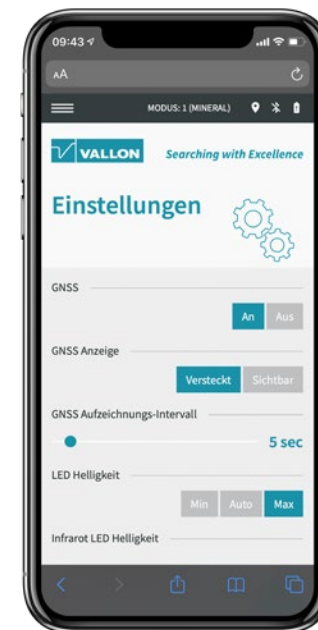 09:43
AA
MODUS: 1 (MINERAL)
VALLON Searching with Excellence
Einstellungen
GNSS
An Aus
GNSS Anzeige
Versteckt Sichtbar
GNSS Aufzeichnungs-Intervall
5 sec
LED Helligkeit
Min Auto Max
Infrarot LED Helligkeit